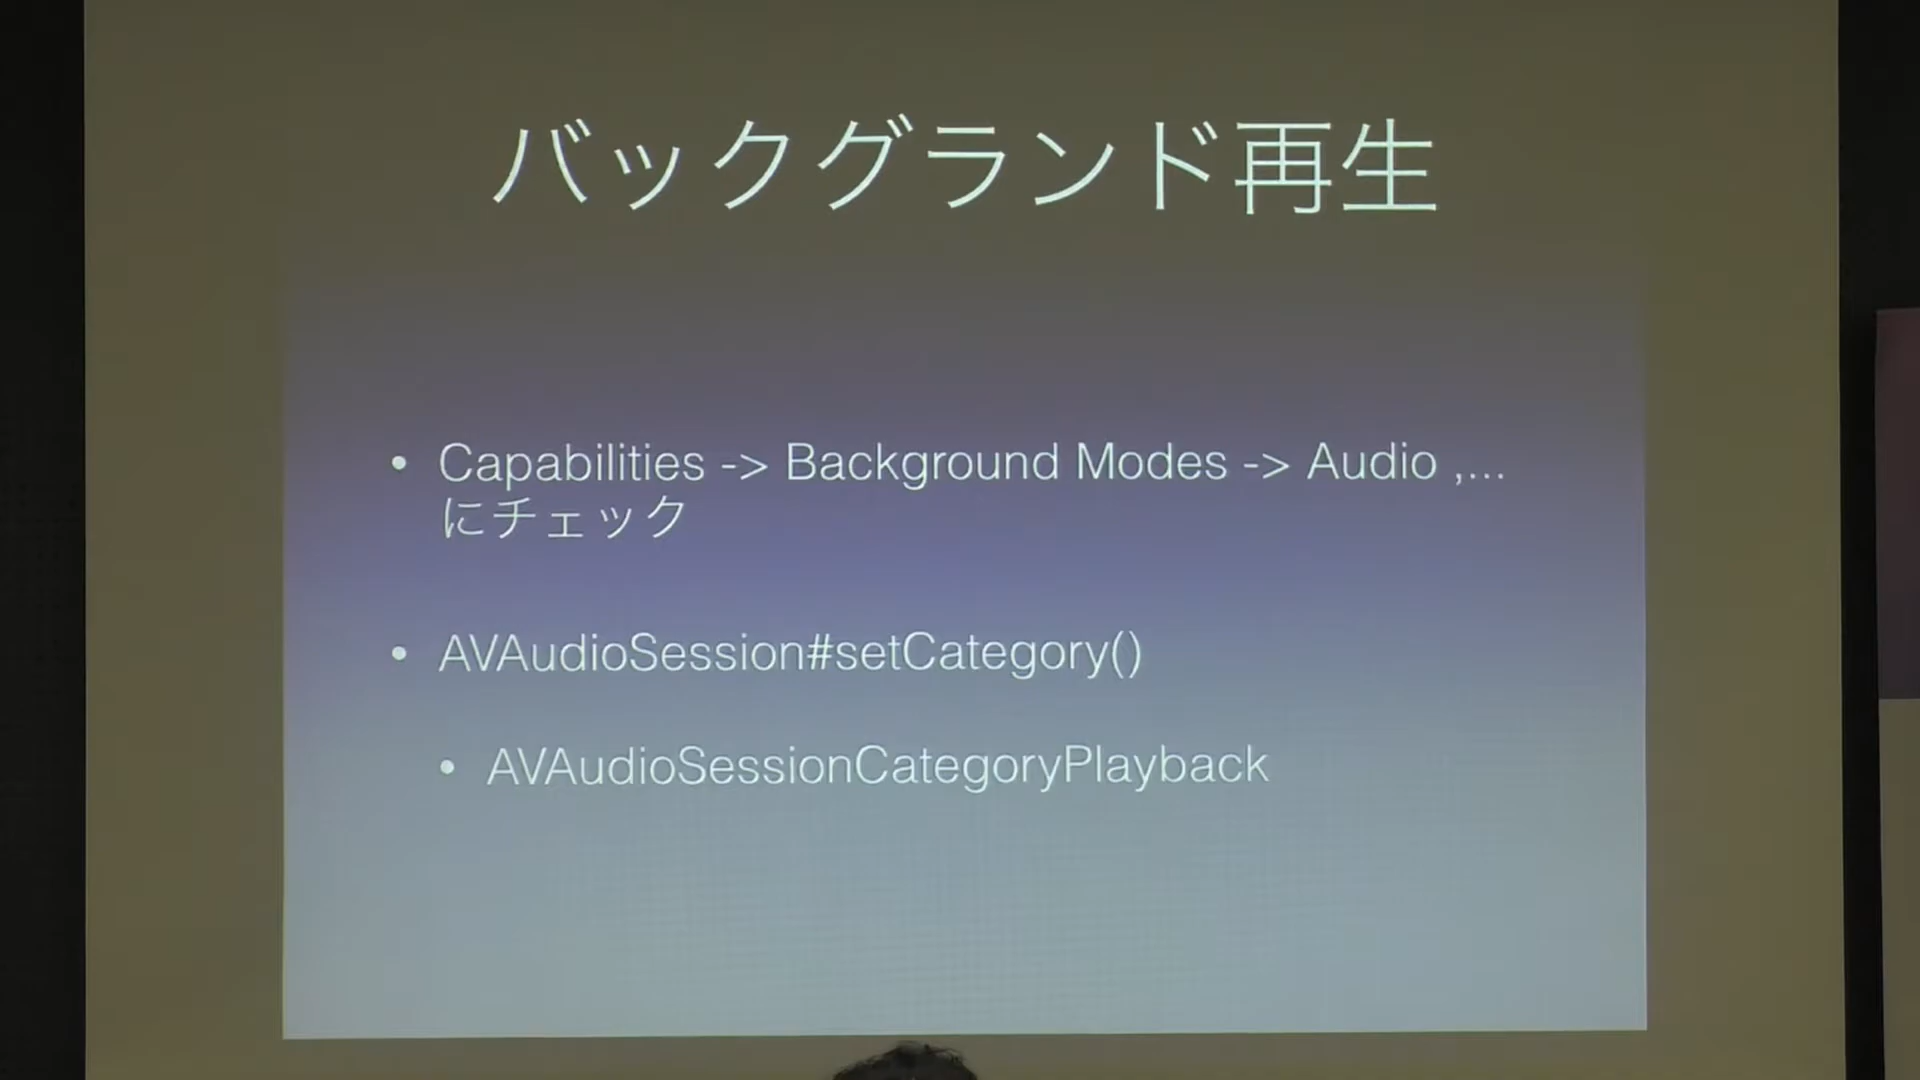 バックグランド再生
• Capabilities -> Background Modes -> Audio ,...
にチェック
• AVAudioSession#setCategory()
• AVAudioSessionCategoryPlayback